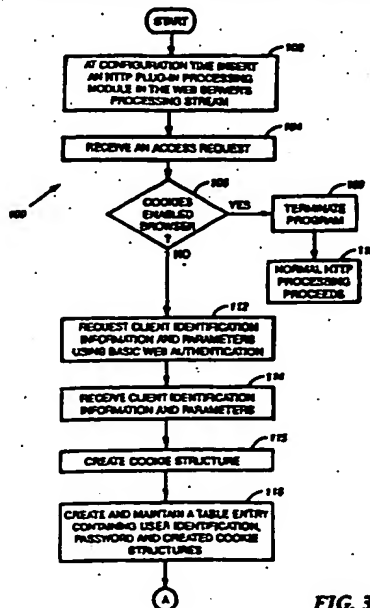 START
102
AT CONFIGURATION TIME INSERT
AN HTTP PLUG-IN PROCESSING
MODULE IN THE WEB SERVER'S
PROCESSING STREAM
104
RECEIVE AN ACCESS REQUEST
100
COOKIES
ENABLED
BROWSER
?
YES
NO
TERMINATE
PROGRAM
NORMAL HTTP
PROCESSING
PROCEEDS
112
REQUEST CLIENT IDENTIFICATION
INFORMATION AND PARAMETERS
USING BASIC WEB AUTHENTICATION
114
RECEIVE CLIENT IDENTIFICATION
INFORMATION AND PARAMETERS
115
CREATE COOKIE STRUCTURE
118
CREATE AND MAINTAIN A TABLE ENTRY
CONTAINING USER IDENTIFICATION,
PASSWORD AND CREATED COOKIE
STRUCTURES
A
FIG. 3